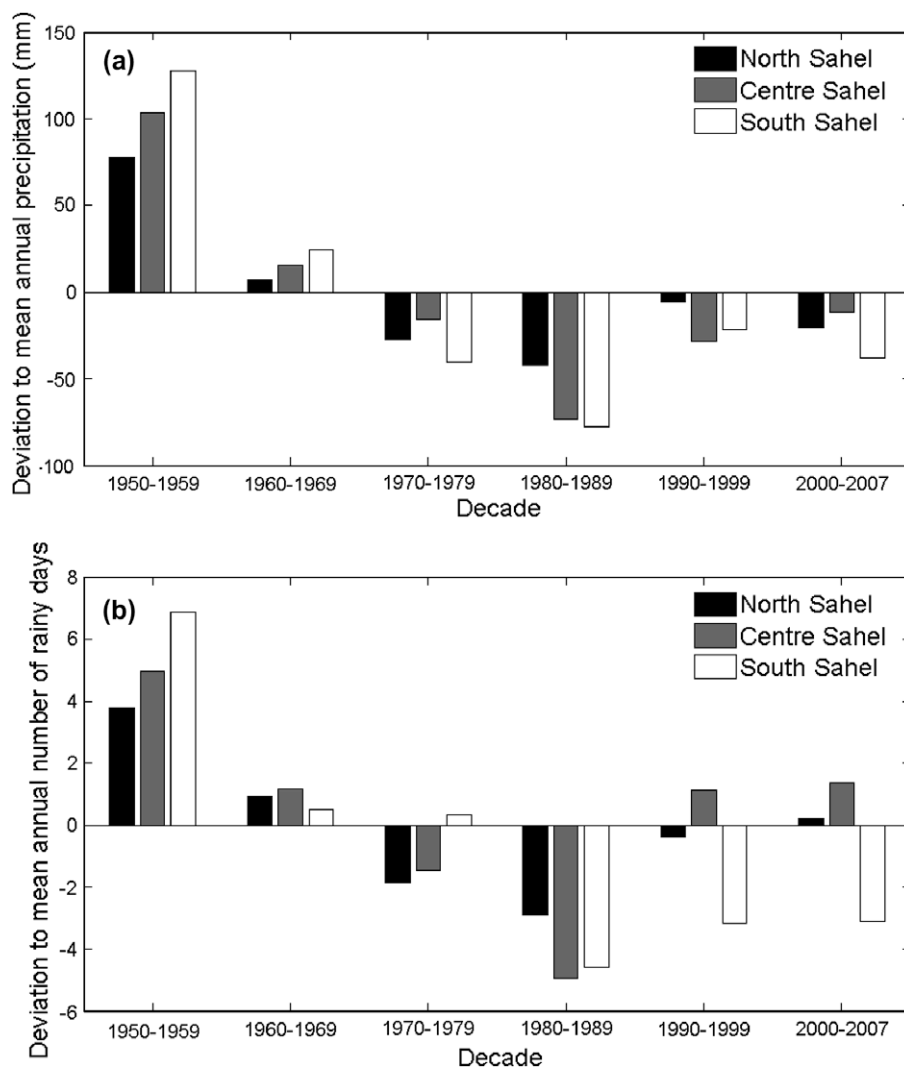 (a)
North Sahel
Centre Sahel
South Sahel
Deviation to mean annual precipitation (mm)
150
100
50
0
-50
-100
1950-1959 1960-1969 1970-1979 1980-1989 1990-1999 2000-2007
Decade
(b)
North Sahel
Centre Sahel
South Sahel
Deviation to mean annual number of rainy days
8
6
4
2
0
-2
-4
-6
1950-1959 1960-1969 1970-1979 1980-1989 1990-1999 2000-2007
Decade